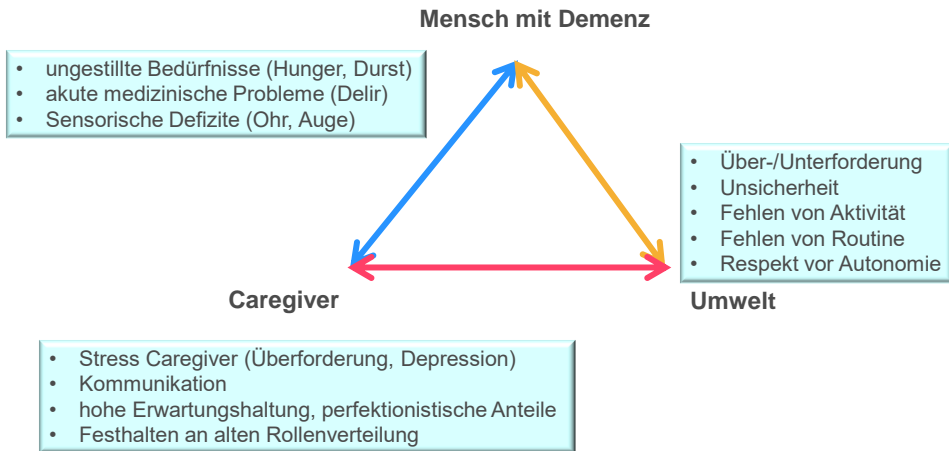 Mensch mit Demenz
• ungestillte Bedürfnisse (Hunger, Durst)
• akute medizinische Probleme (Delir)
• Sensorische Defizite (Ohr, Auge)
• Über-/Unterforderung
• Unsicherheit
• Fehlen von Aktivität
• Fehlen von Routine
• Respekt vor Autonomie
Caregiver
Umwelt
• Stress Caregiver (Überforderung, Depression)
• Kommunikation
• hohe Erwartungshaltung, perfektionistische Anteile
• Festhalten an alten Rollenverteilung